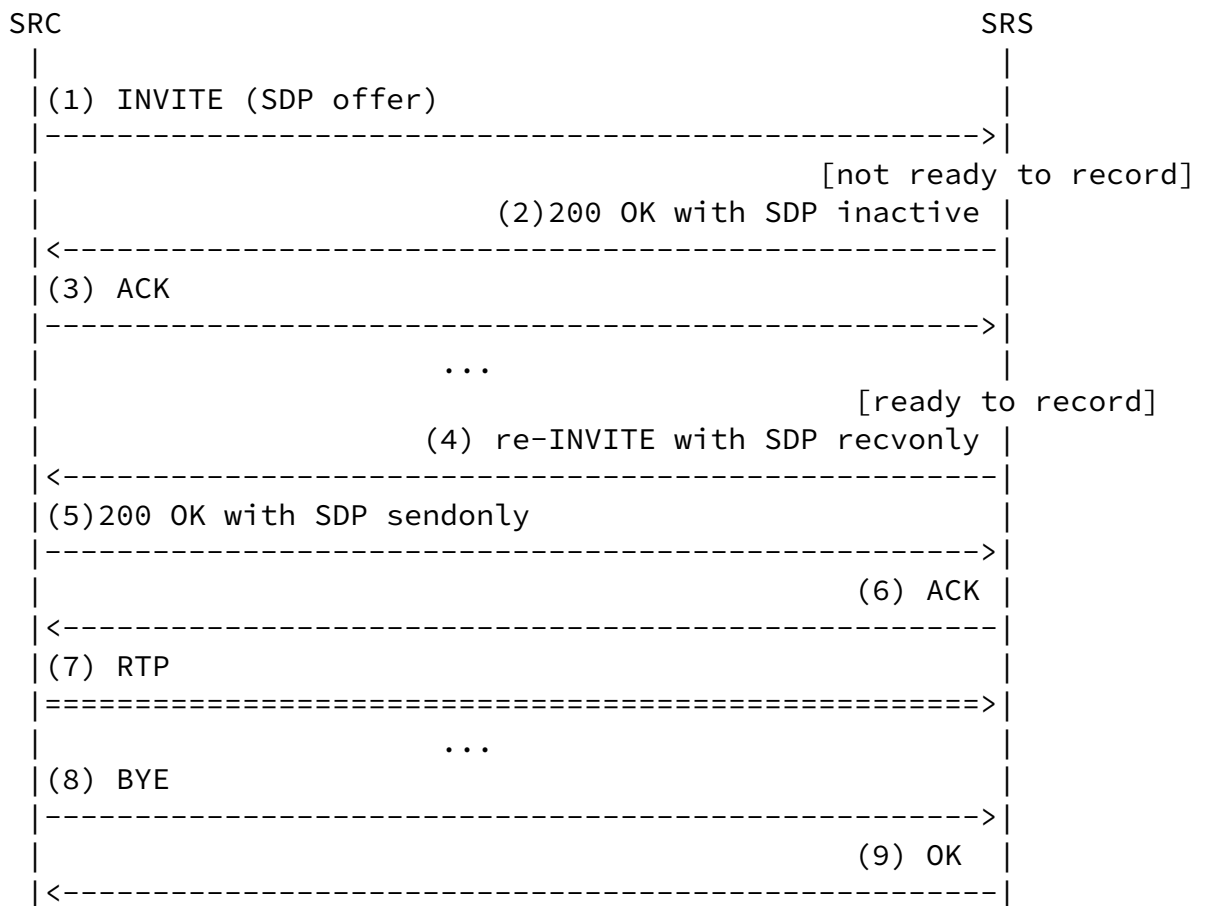 SRC SRS
(1) INVITE (SDP offer)
[not ready to record]
(2)200 OK with SDP inactive
(3) ACK
...
[ready to record]
(4) re-INVITE with SDP recvonly
(5)200 OK with SDP sendonly
(6) ACK
(7) RTP
...
(8) BYE
(9) OK